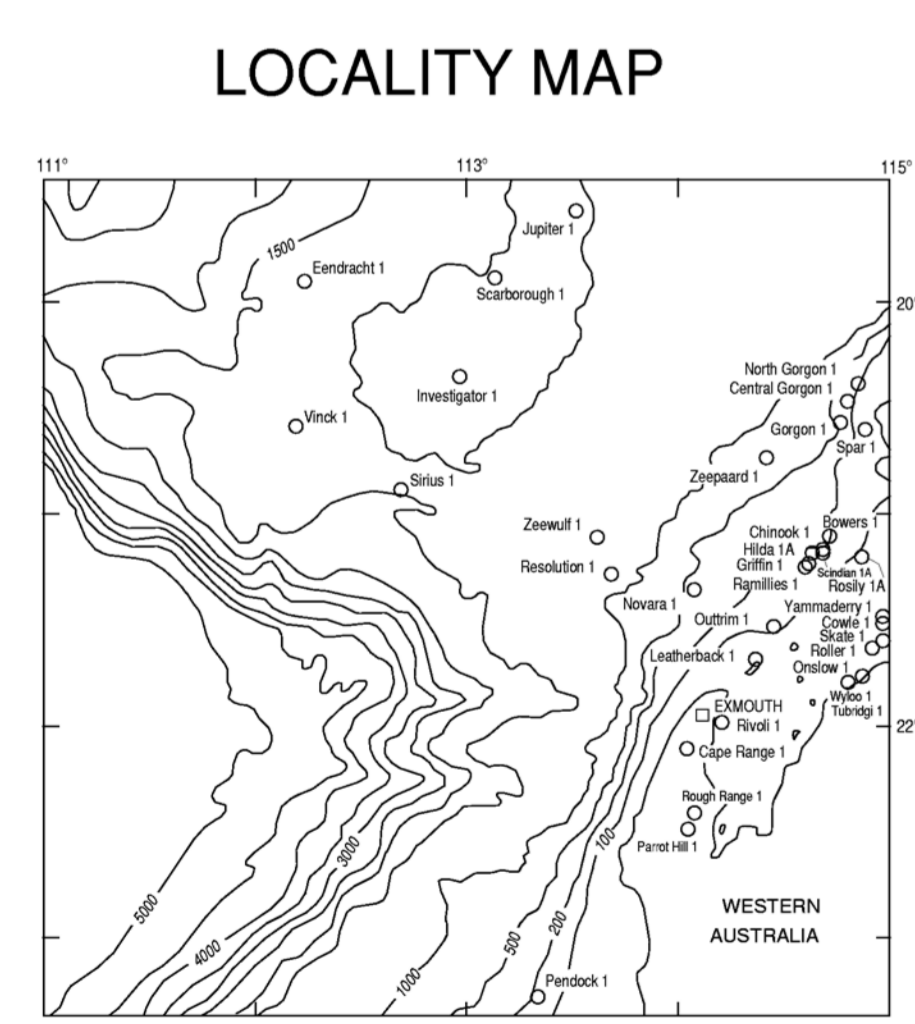 LOCALITY MAP
111°
113°
115°
Jupiter 1
1500
Eendracht 1
Scarborough 1
20°
North Gorgon 1
Central Gorgon 1
Investigator 1
Vinck 1
Gorgon 1
Spar 1
Zeepaard 1
Sirius 1
Zeewulf 1
Bowers 1
Chinook 1
Hilda 1A
Griffin 1
Resolution 1
Scindian 1A
Ramillies 1
Rosily 1A
Novara 1
Yammaderry 1
Outtrim 1
Cowle 1
Skate 1
Roller 1
Leatherback 1
Onslow 1
Wyloo 1
EXMOUTH
Tubridgi 1
Rivoli 1
22°
Cape Range 1
Rough Range 1
100
Parrot Hill 1
3000
5000
WESTERN
AUSTRALIA
200
500
4000
1000
Pendock 1